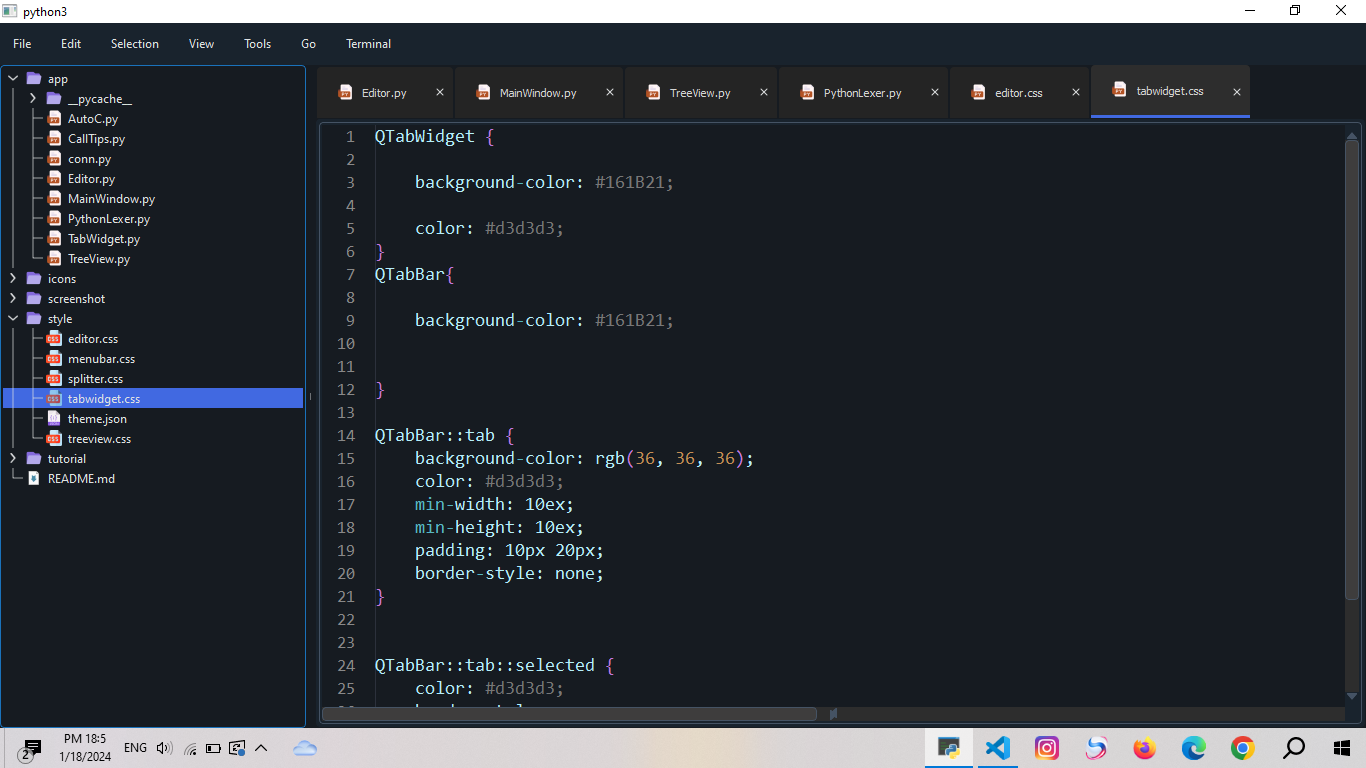 python3
File Edit Selection View Tools Go Terminal
app
__pycache__
AutoC.py
CallTips.py
conn.py
Editor.py
MainWindow.py
PythonLexer.py
TabWidget.py
TreeView.py
icons
screenshot
style
editor.css
menubar.css
splitter.css
tabwidget.css
theme.json
treeview.css
tutorial
README.md
Editor.py MainWindow.py TreeView.py PythonLexer.py editor.css tabwidget.css
1 QTabWidget {
2
3 background-color: #161B21;
4
5 color: #d3d3d3;
6 }
7 QTabBar{
8
9 background-color: #161B21;
10
11
12 }
13
14 QTabBar::tab {
15 background-color: rgb(36, 36, 36);
16 color: #d3d3d3;
17 min-width: 10ex;
18 min-height: 10ex;
19 padding: 10px 20px;
20 border-style: none;
21 }
22
23
24 QTabBar::tab::selected {
25 color: #d3d3d3;
2
PM 18:5
1/18/2024
ENG